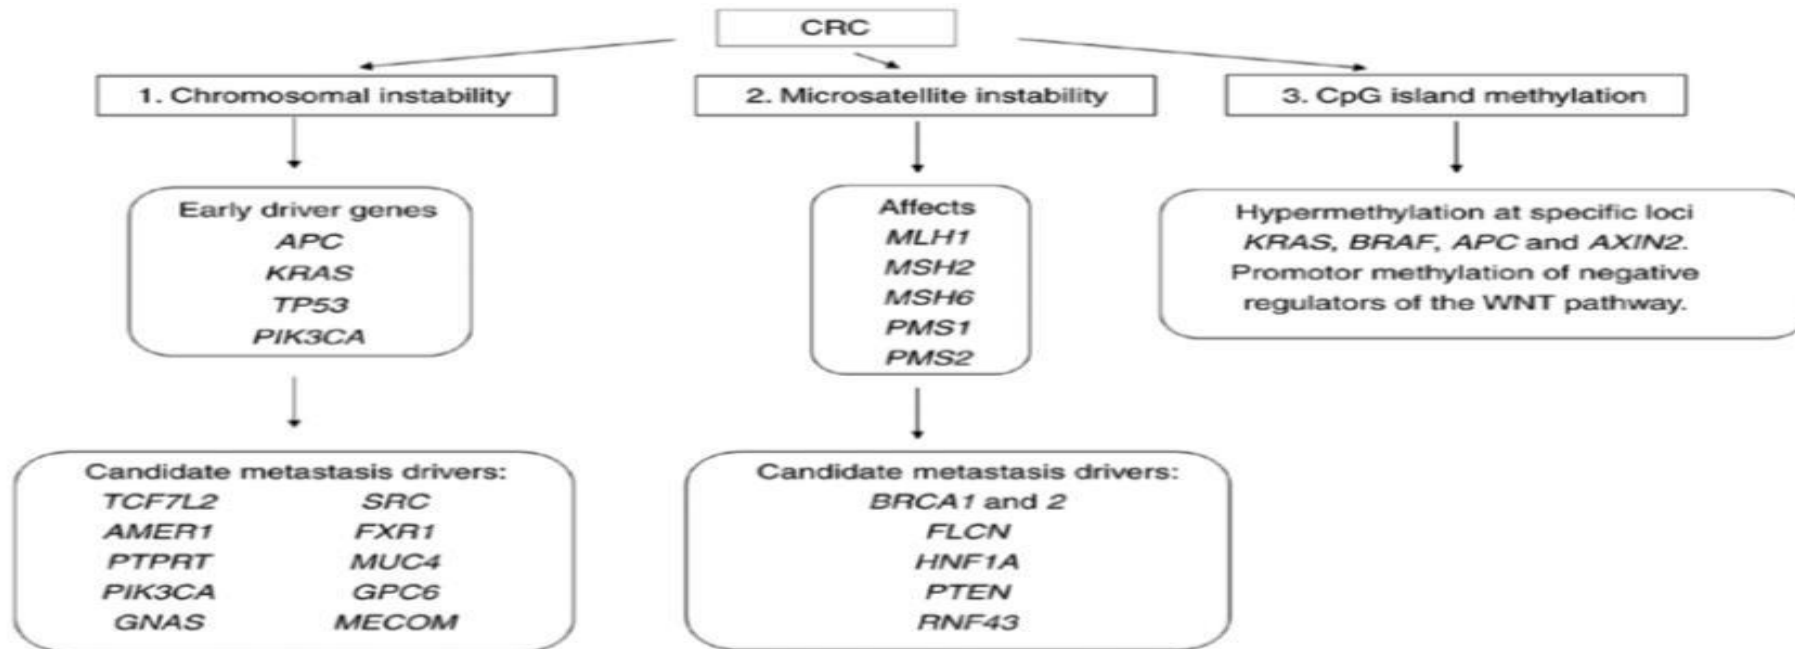 CRC
1. Chromosomal instability
2. Microsatellite instability
3. CpG island methylation
Early driver genes
APC
KRAS
TP53
PIK3CA
Affects
MLH1
MSH2
MSH6
PMS1
PMS2
Hypermethylation at specific loci
KRAS, BRAF, APC and AXIN2.
Promotor methylation of negative
regulators of the WNT pathway.
Candidate metastasis drivers:
TCF7L2 SRC
AMER1 FXR1
PTPRT MUC4
PIK3CA GPC6
GNAS MECOM
Candidate metastasis drivers:
BRCA1 and 2
FLCN
HNF1A
PTEN
RNF43